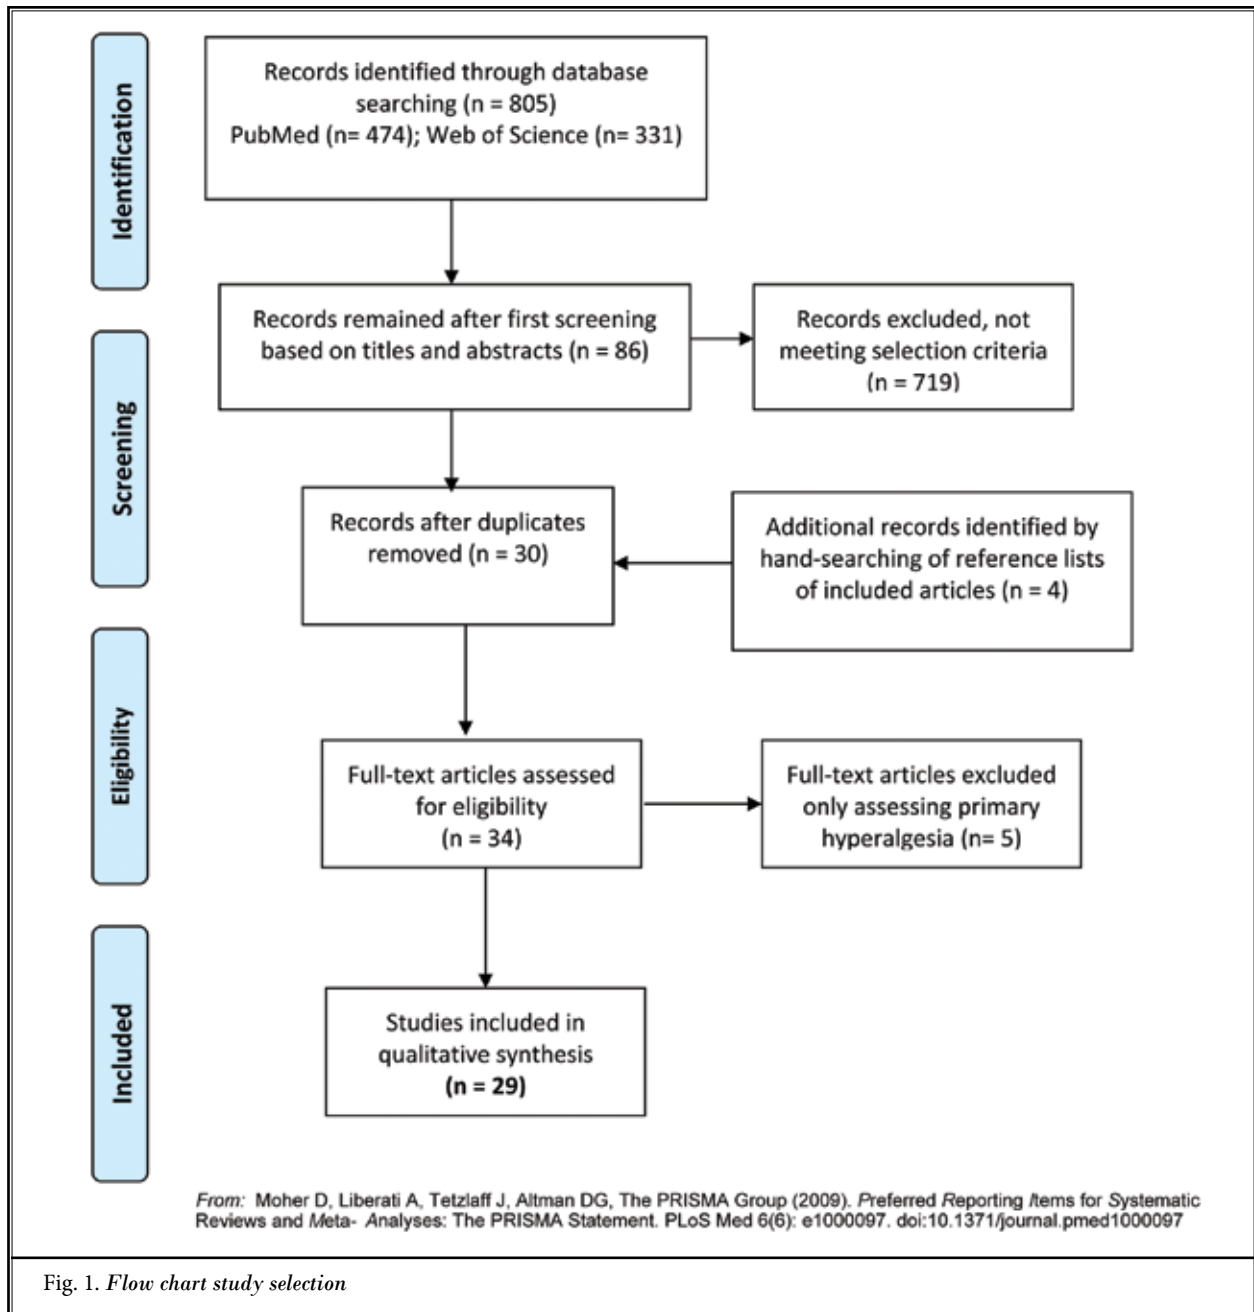 Identification
Records identified through database
searching (n = 805)
PubMed (n= 474); Web of Science (n= 331)
Screening
Records remained after first screening
based on titles and abstracts (n = 86)
Records excluded, not
meeting selection criteria
(n = 719)
Records after duplicates
removed (n = 30)
Additional records identified by
hand-searching of reference lists
of included articles (n = 4)
Eligibility
Full-text articles assessed
for eligibility
(n = 34)
Full-text articles excluded
only assessing primary
hyperalgesia (n= 5)
Included
Studies included in
qualitative synthesis
(n = 29)
From: Moher D, Liberati A, Tetzlaff J, Altman DG, The PRISMA Group (2009). Preferred Reporting Items for Systematic
Reviews and Meta- Analyses: The PRISMA Statement. PLoS Med 6(6): e1000097. doi:10.1371/journal.pmed1000097
Fig. 1. Flow chart study selection